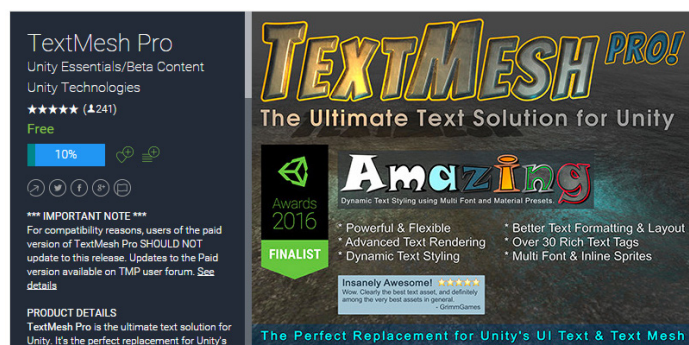 TextMesh Pro
Unity Essentials/Beta Content
Unity Technologies
★★★★★ (241)
Free
10%
*** IMPORTANT NOTE ***
For compatibility reasons, users of the paid
version of TextMesh Pro SHOULD NOT
update to this release. Updates to the Paid
version available on TMP user forum. See
details
PRODUCT DETAILS
TextMesh Pro is the ultimate text solution for
Unity. It's the perfect replacement for Unity's
TEXTMESH PRO!
The Ultimate Text Solution for Unity
Awards
2016
FINALIST
Amazing
Dynamic Text Styling using Multi Font and Material Presets.
* Powerful & Flexible
* Advanced Text Rendering
* Dynamic Text Styling
* Better Text Formatting & Layout
* Over 30 Rich Text Tags
* Multi Font & Inline Sprites
Insanely Awesome! ★★★★★
Wow. Clearly the best text asset, and definitely
among the very best assets in general.
- GrimmGames
The Perfect Replacement for Unity's UI Text & Text Mesh